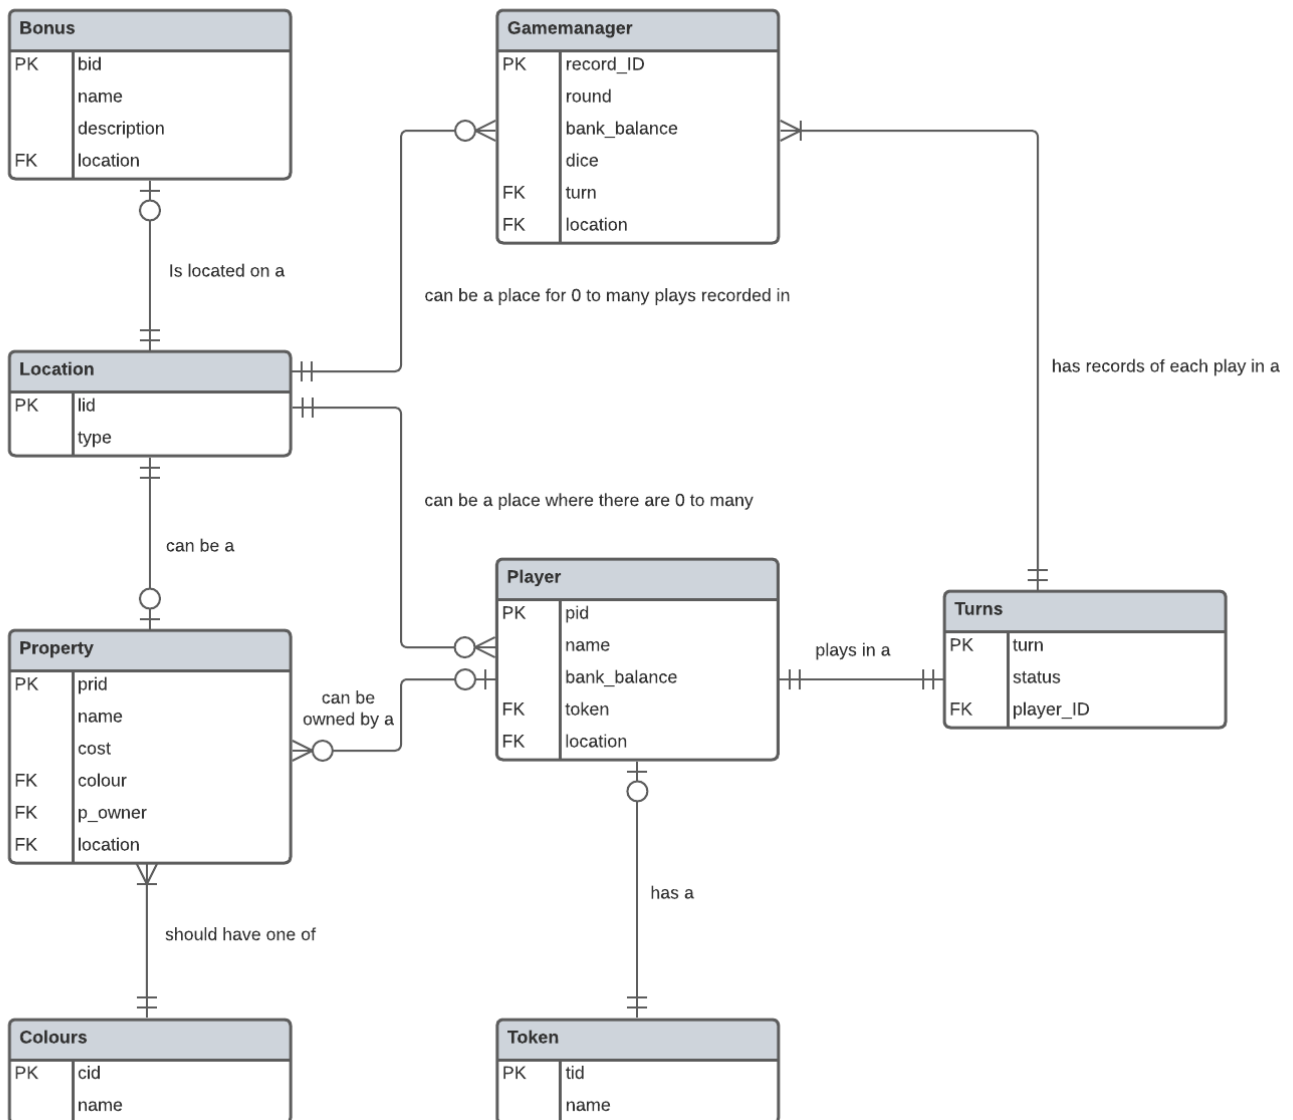 Bonus
PK bid
name
description
FK location
Gamemanager
PK record_ID
round
bank_balance
dice
FK turn
FK location
Is located on a
can be a place for 0 to many plays recorded in
has records of each play in a
Location
PK lid
type
can be a place where there are 0 to many
can be a
Player
PK pid
name
bank_balance
FK token
FK location
plays in a
Turns
PK turn
status
FK player_ID
Property
PK prid
name
cost
FK colour
FK p_owner
FK location
can be
owned by a
has a
should have one of
Colours
PK cid
name
Token
PK tid
name